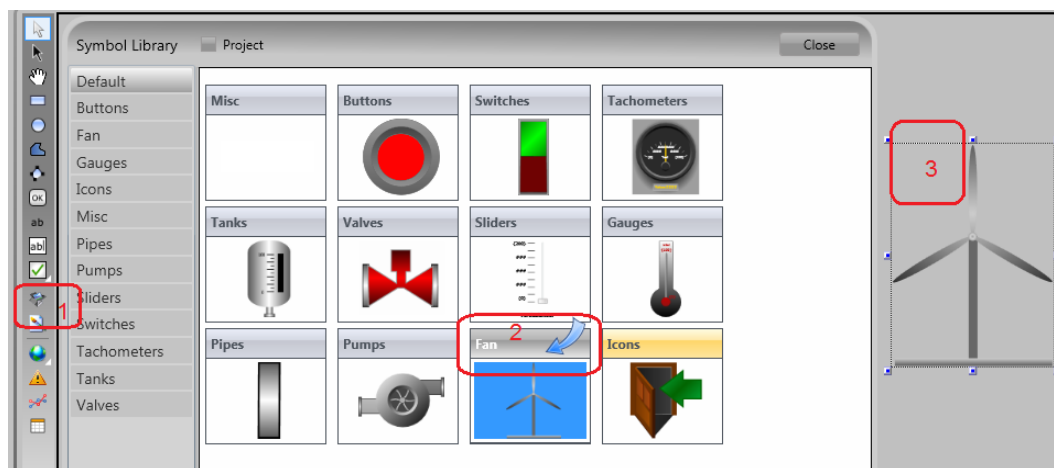 Symbol Library
Project
Close
Default
Buttons
Fan
Gauges
Icons
Misc
Pipes
Pumps
Sliders
Switches
Tachometers
Tanks
Valves
Misc
Buttons
Switches
Tachometers
Tanks
Valves
Sliders
Gauges
Pipes
Pumps
Fan
Icons
OK
ab
ab
1
2
3